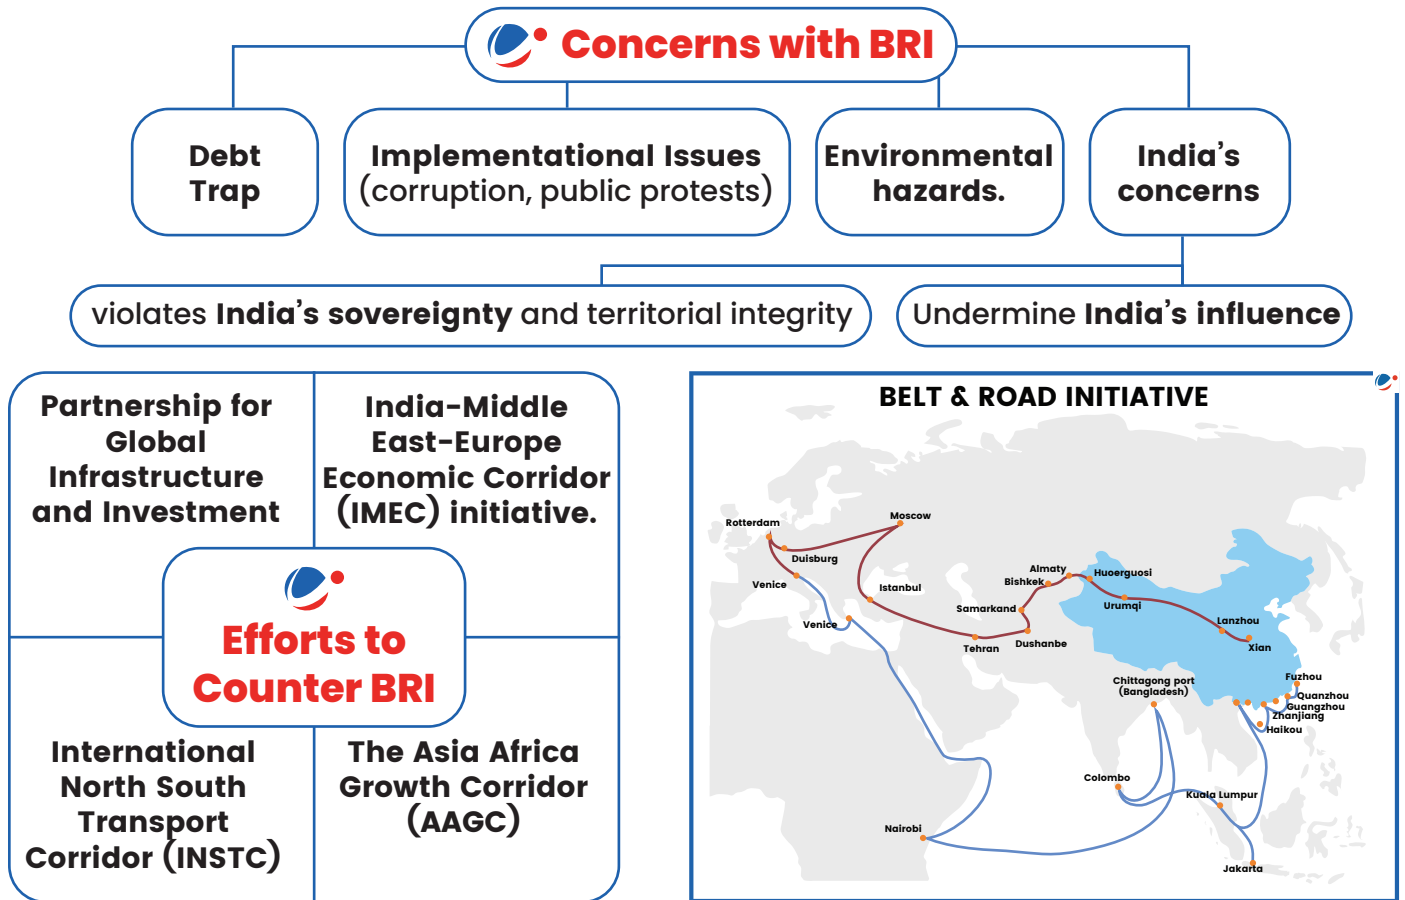 Concerns with BRI
Debt
Trap
Implementational Issues
(corruption, public protests)
Environmental
hazards.
India’s
concerns
violates India’s sovereignty and territorial integrity
Undermine India’s influence
Partnership for
Global
Infrastructure
and Investment
India-Middle
East-Europe
Economic Corridor
(IMEC) initiative.
Efforts to
Counter BRI
International
North South
Transport
Corridor (INSTC)
The Asia Africa
Growth Corridor
(AAGC)
BELT & ROAD INITIATIVE
Rotterdam
Moscow
Duisburg
Venice
Istanbul
Venice
Almaty
Bishkek
Huoerguosi
Samarkand
Urumqi
Lanzhou
Tehran
Dushanbe
Xian
Chittagong port
(Bangladesh)
Fuzhou
Quanzhou
Guangzhou
Zhanjiang
Haikou
Colombo
Kuala Lumpur
Nairobi
Jakarta